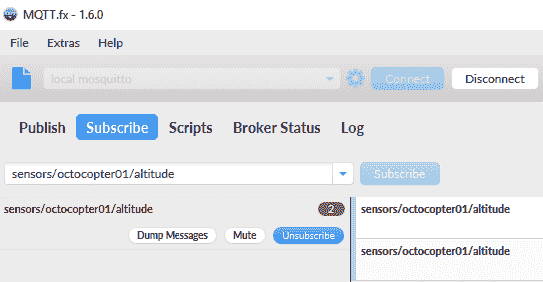 MQTT.fx - 1.6.0
File Extras Help
local mosquitto Connect Disconnect
Publish Subscribe Scripts Broker Status Log
sensors/octocopter01/altitude Subscribe
sensors/octocopter01/altitude 2 sensors/octocopter01/altitude
Dump Messages Mute Unsubscribe
sensors/octocopter01/altitude